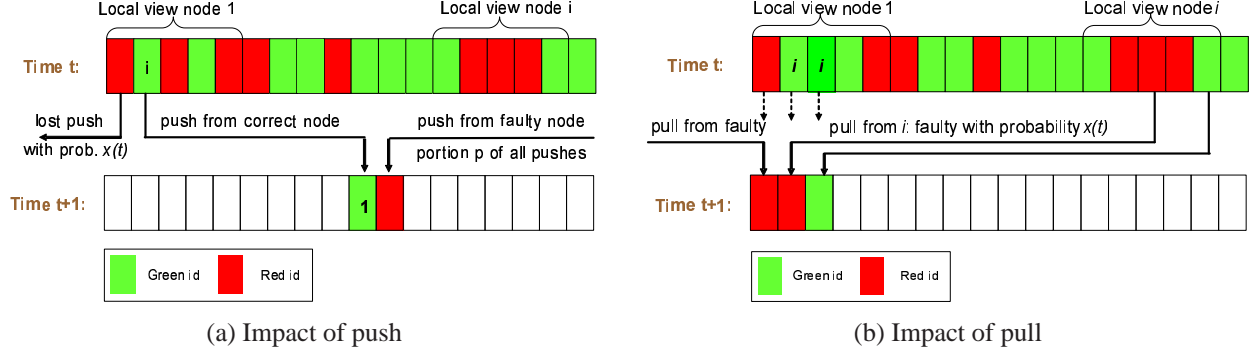 Local view node 1
Local view node i
Time t:
i
lost push
with prob. x(t)
push from correct node
push from faulty node
portion p of all pushes
Time t+1:
1
Green id
Red id
(a) Impact of push
Local view node 1
Local view node i
Time t:
i
i
pull from faulty
pull from i: faulty with probability x(t)
Time t+1:
Green id
Red id
(b) Impact of pull